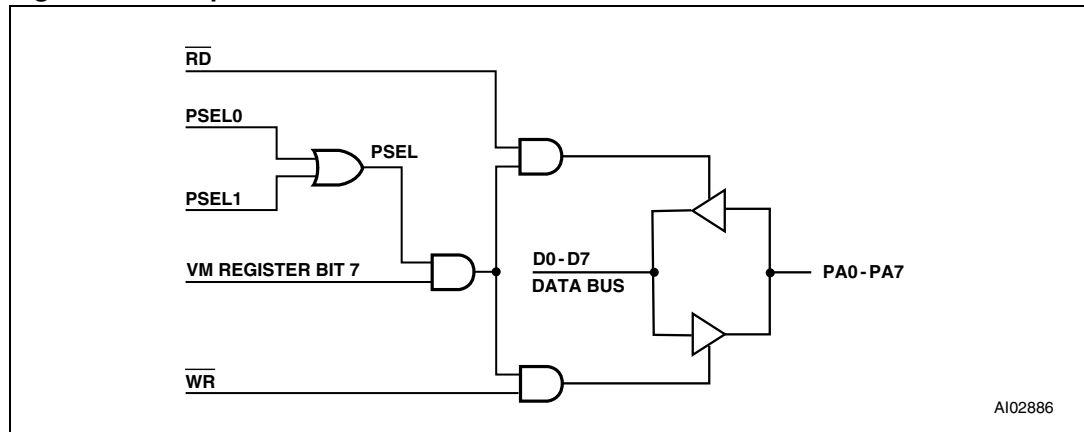 RD
PSEL0
PSEL
PSEL1
VM REGISTER BIT 7
D0 - D7
DATA BUS
PA0 - PA7
WR
AI02886